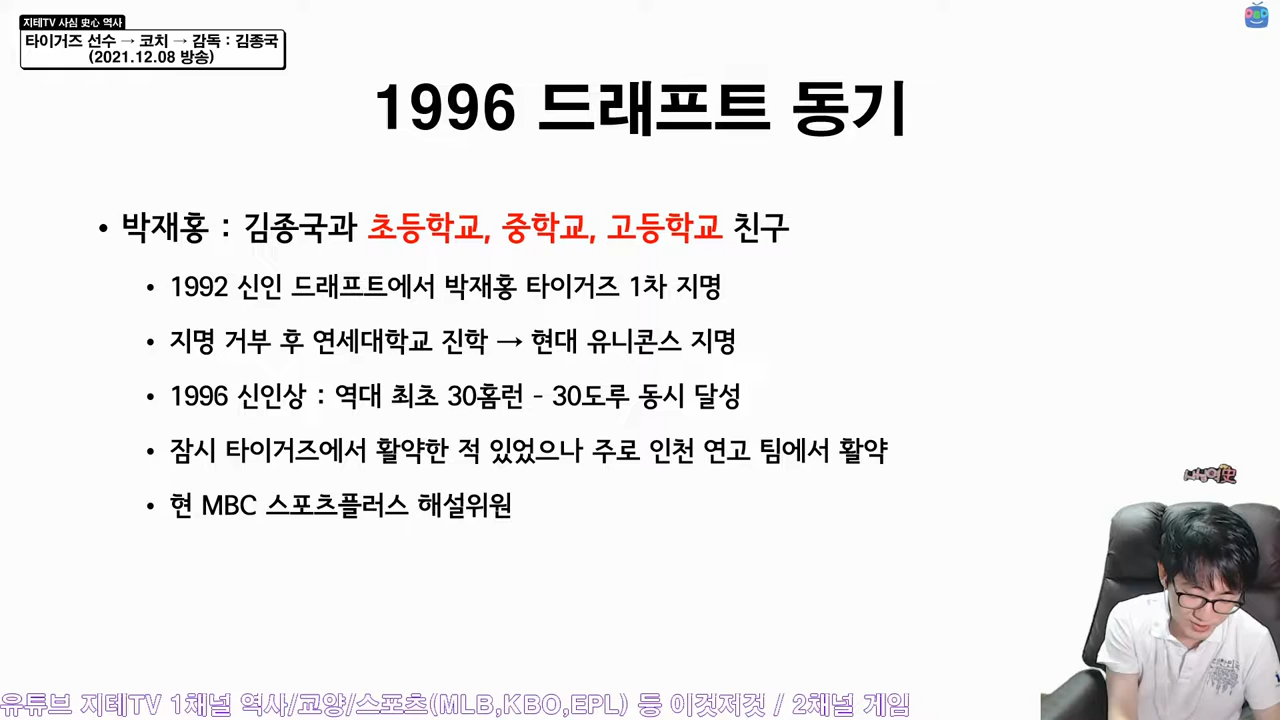 지테TV 사심 史心 역사
타이거즈 선수 → 코치 → 감독 : 김종국
(2021.12.08 방송)
1996 드래프트 동기
• 박재홍 : 김종국과 초등학교, 중학교, 고등학교 친구
• 1992 신인 드래프트에서 박재홍 타이거즈 1차 지명
• 지명 거부 후 연세대학교 진학 → 현대 유니콘스 지명
• 1996 신인상 : 역대 최초 30홈런 - 30도루 동시 달성
• 잠시 타이거즈에서 활약한 적 있었으나 주로 인천 연고 팀에서 활약
• 현 MBC 스포츠플러스 해설위원
사심역史
유튜브 지테TV 1채널 역사/교양/스포츠(MLB,KBO,EPL) 등 이것저것 / 2채널 게임